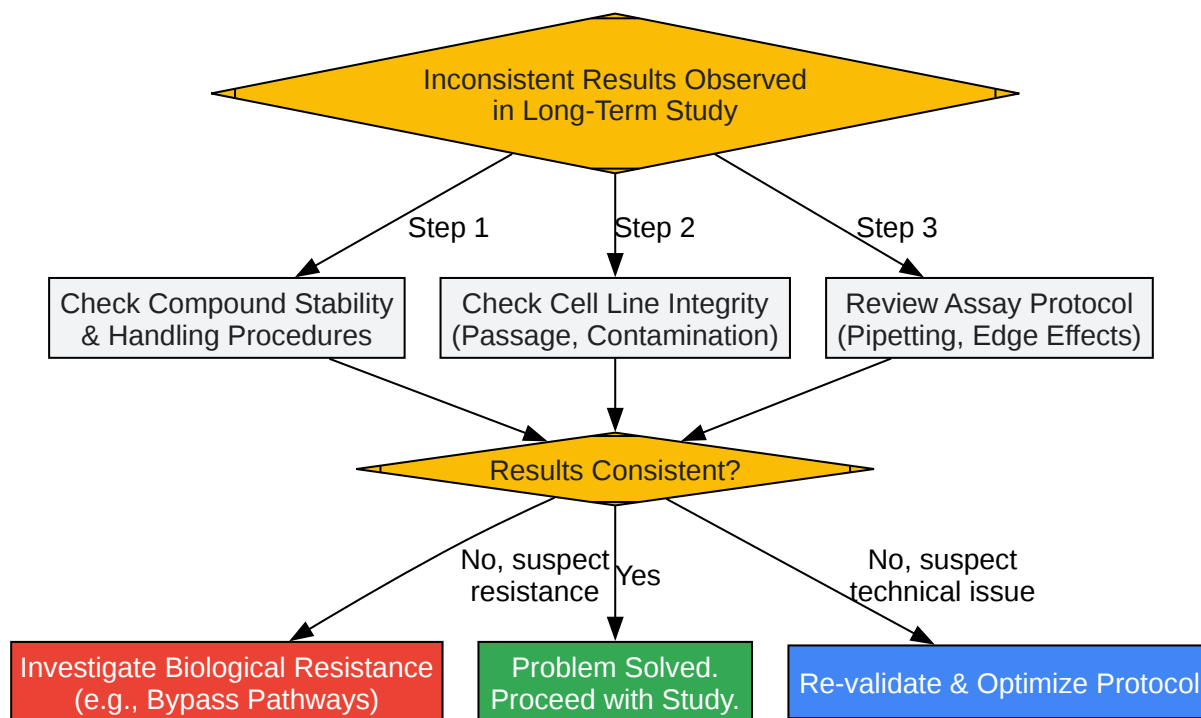 Inconsistent Results Observed
in Long-Term Study
Step 1
Step 2
Step 3
Check Compound Stability
& Handling Procedures
Check Cell Line Integrity
(Passage, Contamination)
Review Assay Protocol
(Pipetting, Edge Effects)
Results Consistent?
No, suspect
resistance
Yes
No, suspect
technical issue
Investigate Biological Resistance
(e.g., Bypass Pathways)
Problem Solved.
Proceed with Study.
Re-validate & Optimize Protocol